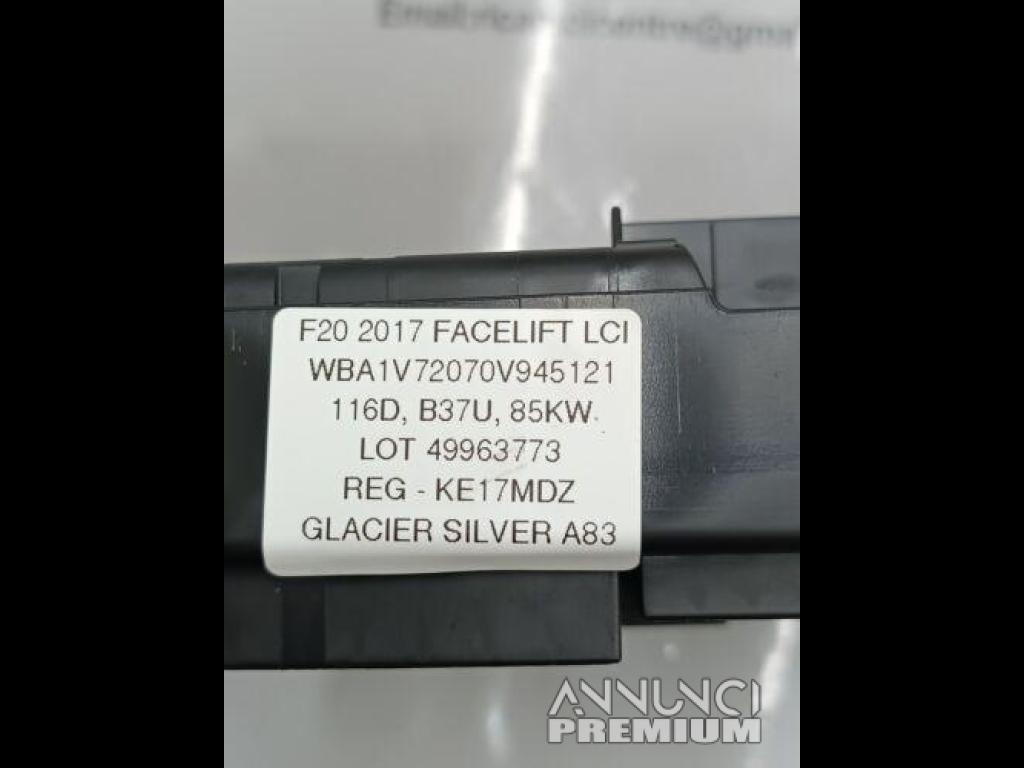 F20 2017 FACELIFT LCI
WBA1V72070V945121
116D, B37U, 85KW
LOT 49963773
REG - KE17MDZ
GLACIER SILVER A83
ANNUNCI
PREMIUM